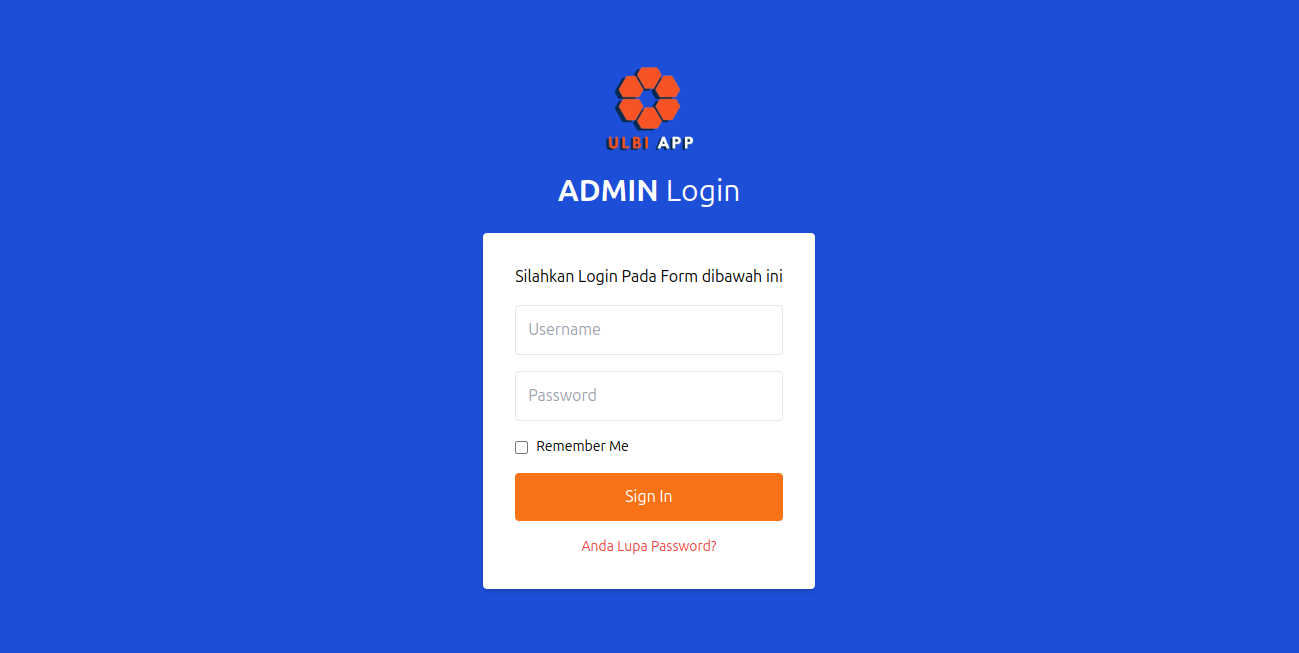 ULBI APP
ADMIN Login
Silahkan Login Pada Form dibawah ini
Username
Password
Remember Me
Sign In
Anda Lupa Password?